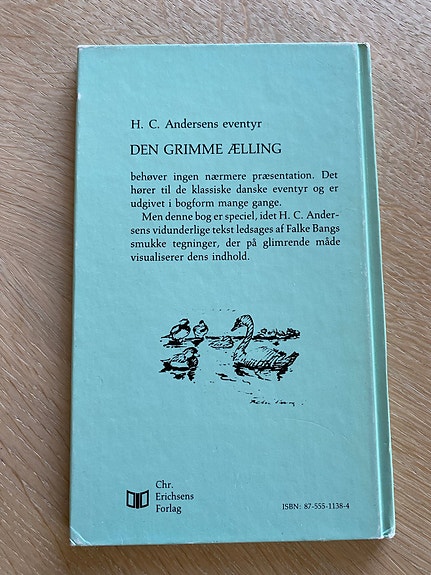 H. C. Andersens eventyr
DEN GRIMME ÆLLING
behøver ingen nærmere præsentation. Det
hører til de klassiske danske eventyr og er
udgivet i bogform mange gange.
Men denne bog er speciel, idet H. C. Ander-
sens vidunderlige tekst ledsages af Falke Bangs
smukke tegninger, der på glimrende måde
visualiserer dens indhold.
Chr.
Erichsens
Forlag
ISBN: 87-555-1138-4